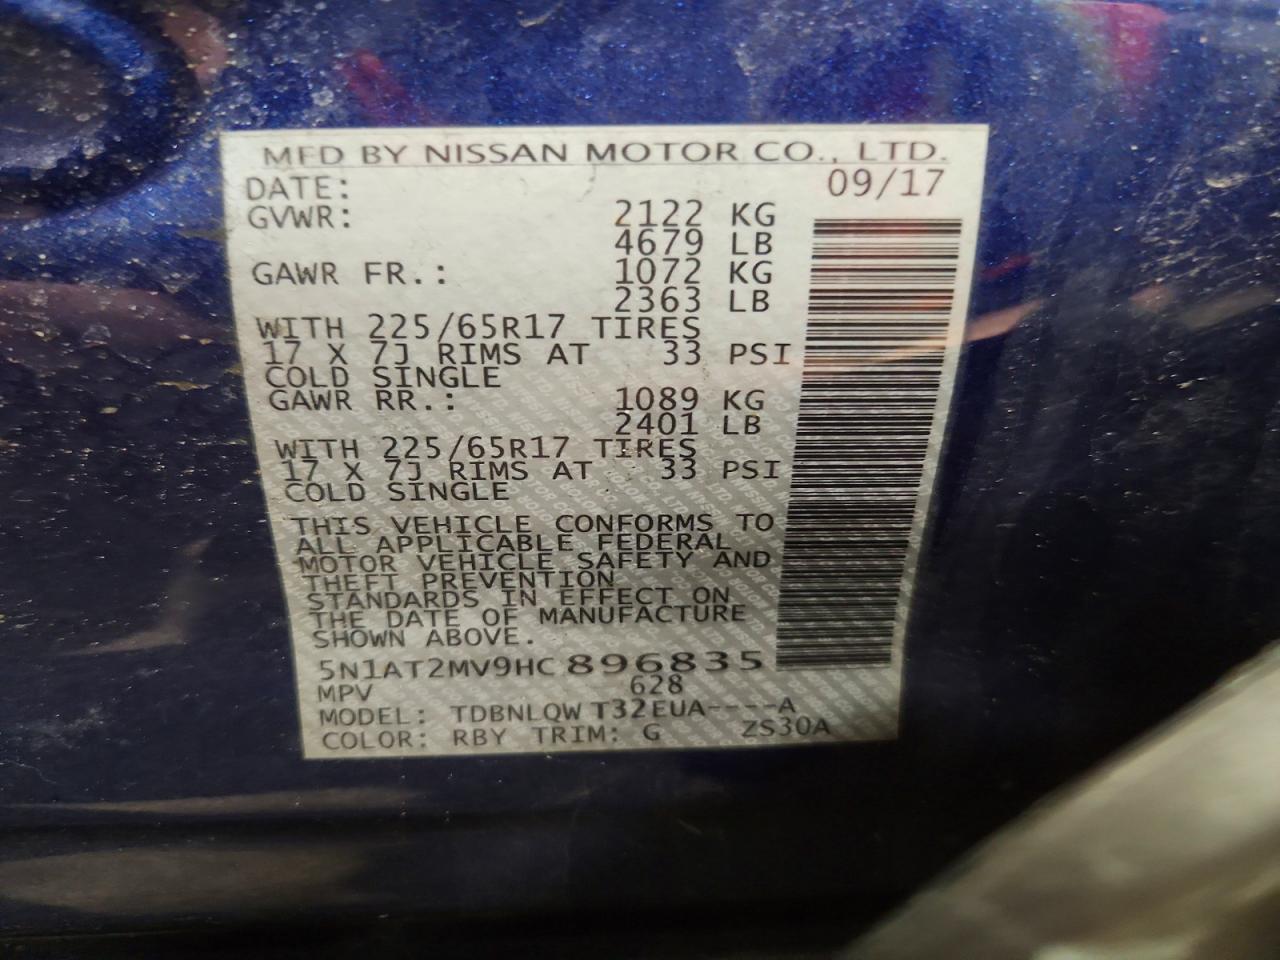 MFD BY NISSAN MOTOR CO., LTD.
DATE: 09/17
GVWR: 2122 KG
4679 LB
GAWR FR.: 1072 KG
2363 LB
WITH 225/65R17 TIRES
17 X 7J RIMS AT 33 PSI
COLD SINGLE
GAWR RR.: 1089 KG
2401 LB
WITH 225/65R17 TIRES
17 X 7J RIMS AT 33 PSI
COLD SINGLE
THIS VEHICLE CONFORMS TO
ALL APPLICABLE FEDERAL
MOTOR VEHICLE SAFETY AND
THEFT PREVENTION
STANDARDS IN EFFECT ON
THE DATE OF MANUFACTURE
SHOWN ABOVE.
5N1AT2MV9HC896835
MPV 628
MODEL: TDBNLQW T32EUA----A
COLOR: RBY TRIM: G ZS30A